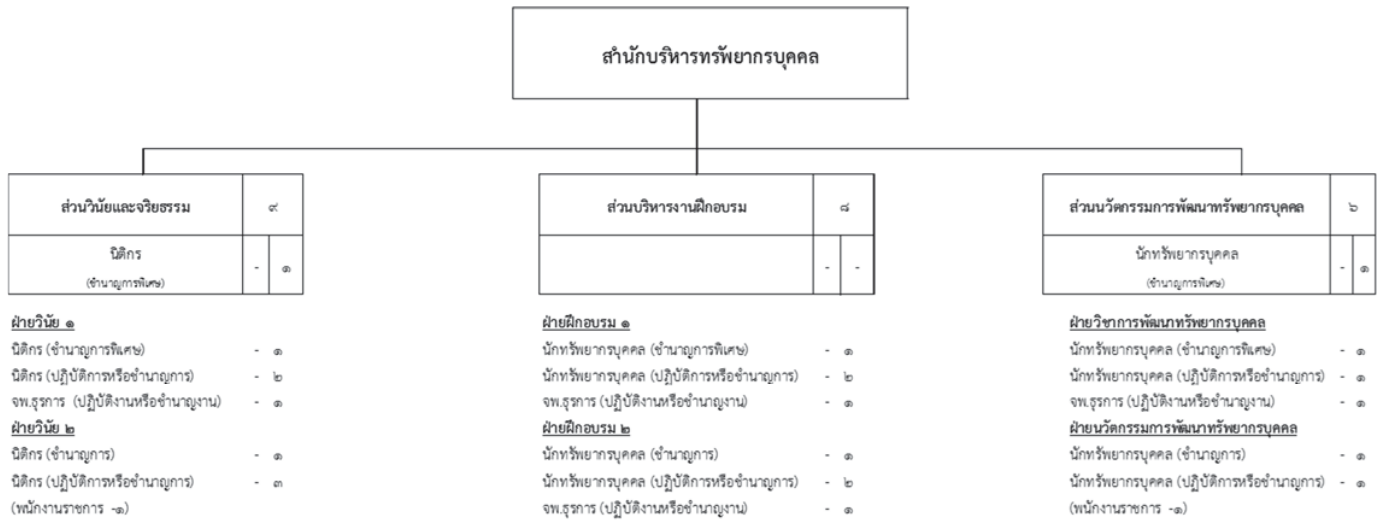 สำนักบริหารทรัพยากรบุคคล
ส่วนวินัยและจริยธรรม ๙
นิติกร - ๑
(ชำนาญการพิเศษ)
ฝ่ายวินัย ๑
นิติกร (ชำนาญการพิเศษ) - ๑
นิติกร (ปฏิบัติการหรือชำนาญการ) - ๒
จพ.ธุรการ (ปฏิบัติงานหรือชำนาญงาน) - ๑
ฝ่ายวินัย ๒
นิติกร (ชำนาญการ) - ๑
นิติกร (ปฏิบัติการหรือชำนาญการ) - ๓
(พนักงานราชการ -๑)
ส่วนบริหารงานฝึกอบรม ๘
- -
ฝ่ายฝึกอบรม ๑
นักทรัพยากรบุคคล (ชำนาญการพิเศษ) - ๑
นักทรัพยากรบุคคล (ปฏิบัติการหรือชำนาญการ) - ๒
จพ.ธุรการ (ปฏิบัติงานหรือชำนาญงาน) - ๑
ฝ่ายฝึกอบรม ๒
นักทรัพยากรบุคคล (ชำนาญการ) - ๑
นักทรัพยากรบุคคล (ปฏิบัติการหรือชำนาญการ) - ๒
จพ.ธุรการ (ปฏิบัติงานหรือชำนาญงาน) - ๑
ส่วนนวัตกรรมการพัฒนาทรัพยากรบุคคล ๖
นักทรัพยากรบุคคล - ๑
(ชำนาญการพิเศษ)
ฝ่ายวิชาการพัฒนาทรัพยากรบุคคล
นักทรัพยากรบุคคล (ชำนาญการพิเศษ) - ๑
นักทรัพยากรบุคคล (ปฏิบัติการหรือชำนาญการ) - ๑
จพ.ธุรการ (ปฏิบัติงานหรือชำนาญงาน) - ๑
ฝ่ายนวัตกรรมการพัฒนาทรัพยากรบุคคล
นักทรัพยากรบุคคล (ชำนาญการ) - ๑
นักทรัพยากรบุคคล (ปฏิบัติการหรือชำนาญการ) - ๑
(พนักงานราชการ -๑)